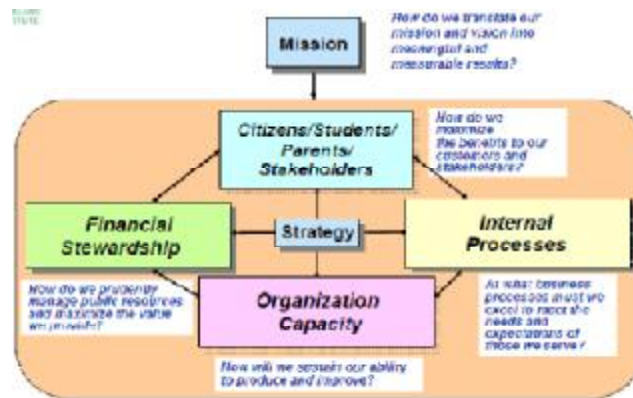 Mission
How do we translate our
mission and vision into
meaningful and
measurable results?
Citizens/Students/
Parents/
Stakeholders
How do we
maximize
the benefits to our
customers and
stakeholders?
Financial
Stewardship
Strategy
Internal
Processes
How do we prudently
manage public resources
and maximize the value
we
Organization
Capacity
At what business
processes must we
excel to meet the
needs and
expectations of
those we serve?
How will we sustain our ability
to produce and improve?